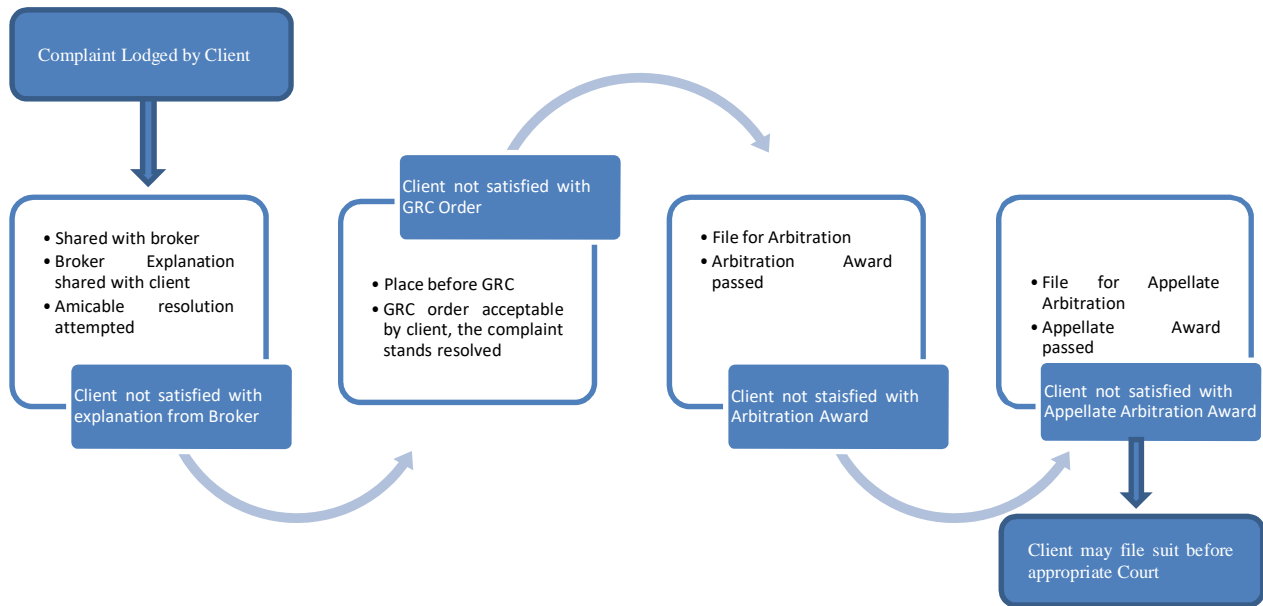 Complaint Lodged by Client
• Shared with broker
• Broker Explanation
shared with client
• Amicable resolution
attempted
Client not satisfied with
explanation from Broker
Client not satisfied with
GRC Order
• Place before GRC
• GRC order acceptable
by client, the complaint
stands resolved
• File for Arbitration
• Arbitration Award
passed
Client not staisfied with
Arbitration Award
• File for Appellate
Arbitration
• Appellate Award
passed
Client not satisfied with
Appellate Arbitration Award
Client may file suit before
appropriate Court